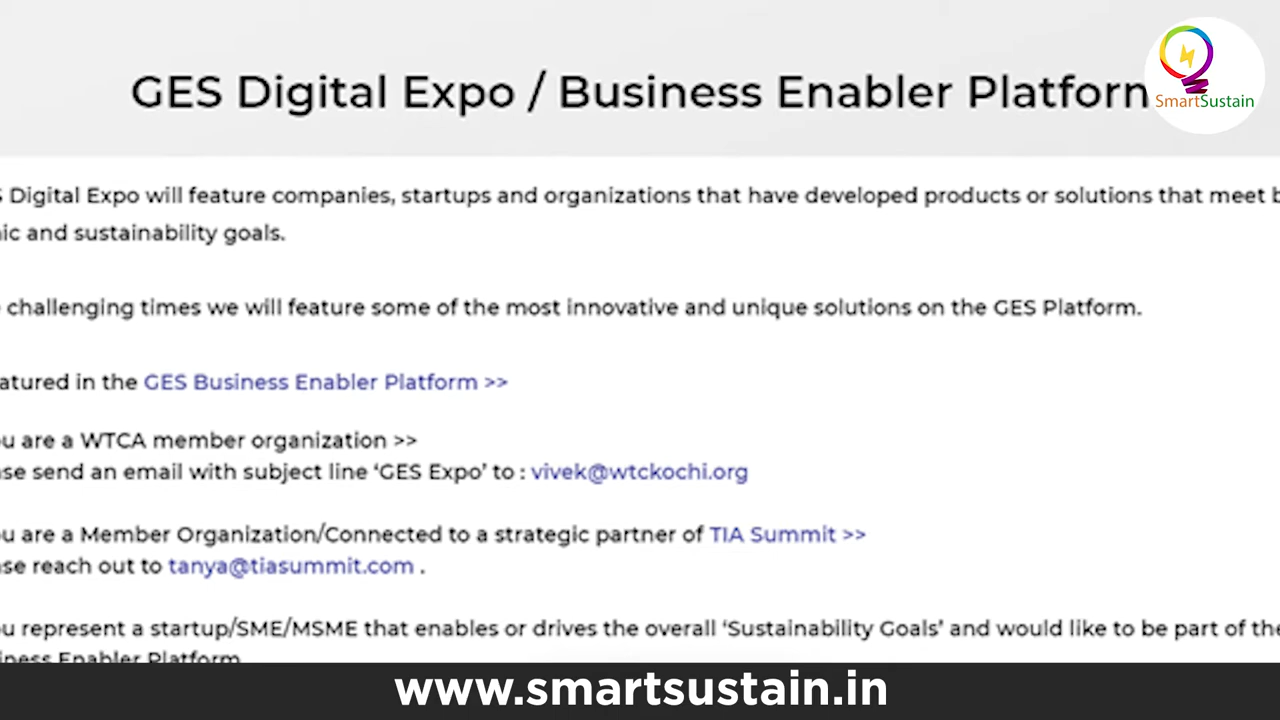 GES Digital Expo / Business Enabler Platform
SmartSustain
Digital Expo will feature companies, startups and organizations that have developed products or solutions that meet
and sustainability goals.
challenging times we will feature some of the most innovative and unique solutions on the GES Platform.
in the GES Business Enabler Platform >>
are a WTCA member organization >>
send an email with subject line ‘GES Expo’ to : vivek@wtckochi.org
are a Member Organization/Connected to a strategic partner of TIA Summit >>
reach out to tanya@tiasummit.com .
represent a startup/SME/MSME that enables or drives the overall ‘Sustainability Goals’ and would like to be part of the
Enabler Platform
www.smartsustain.in